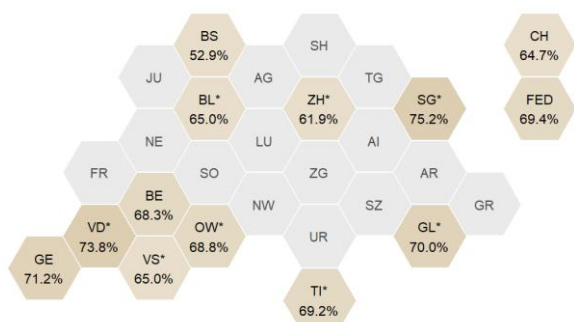 BS
52.9%
SH
CH
64.7%
JU
AG
TG
BL*
65.0%
ZH*
61.9%
SG*
75.2%
FED
69.4%
NE
LU
AI
FR
SO
ZG
AR
BE
68.3%
NW
SZ
GR
VD*
73.8%
OW*
68.8%
UR
GL*
70.0%
GE
71.2%
VS*
65.0%
TI*
69.2%